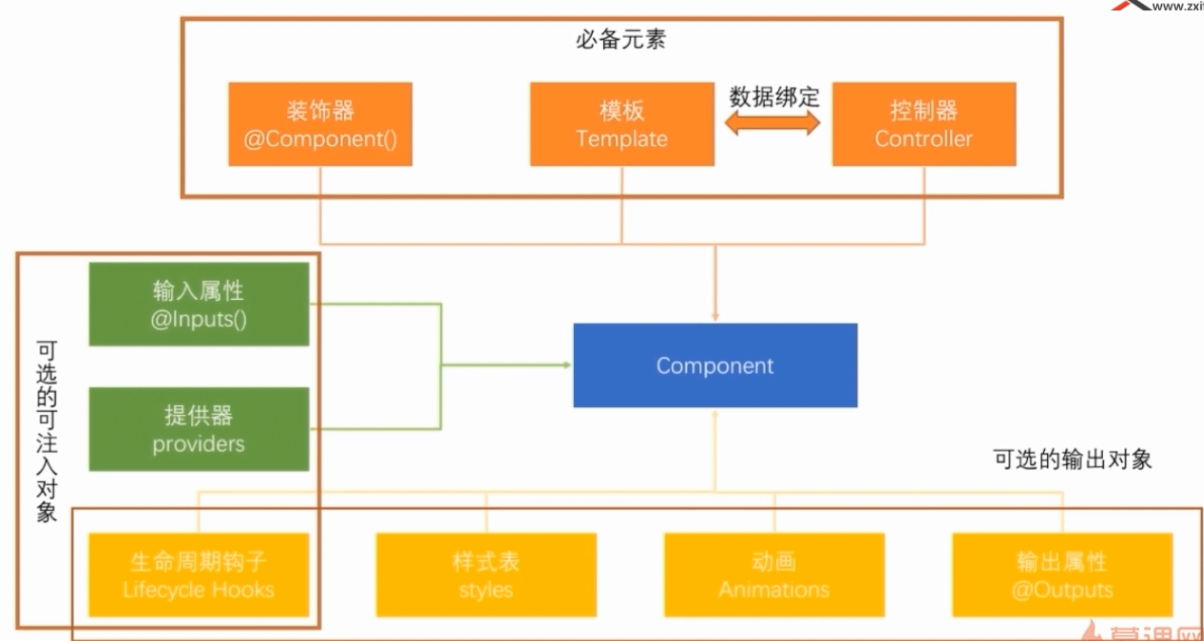 www.zxit
必备元素
装饰器
@Component()
模板
Template
数据绑定
控制器
Controller
输入属性
@Inputs()
提供器
providers
可选的可注入对象
Component
可选的输出对象
生命周期钩子
Lifecycle Hooks
样式表
styles
动画
Animations
输出属性
@Outputs